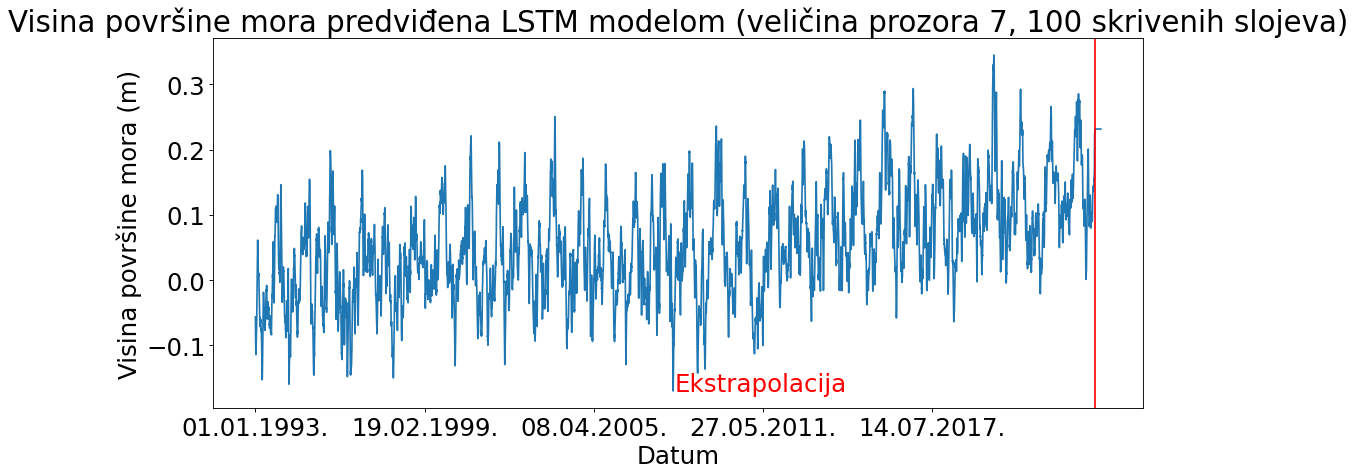 Visina površine mora predviđena LSTM modelom (veličina prozora 7, 100 skrivenih slojeva)
Visina površine mora (m)
0.3
0.2
0.1
0.0
−0.1
Ekstrapolacija
01.01.1993. 19.02.1999. 08.04.2005. 27.05.2011. 14.07.2017.
Datum